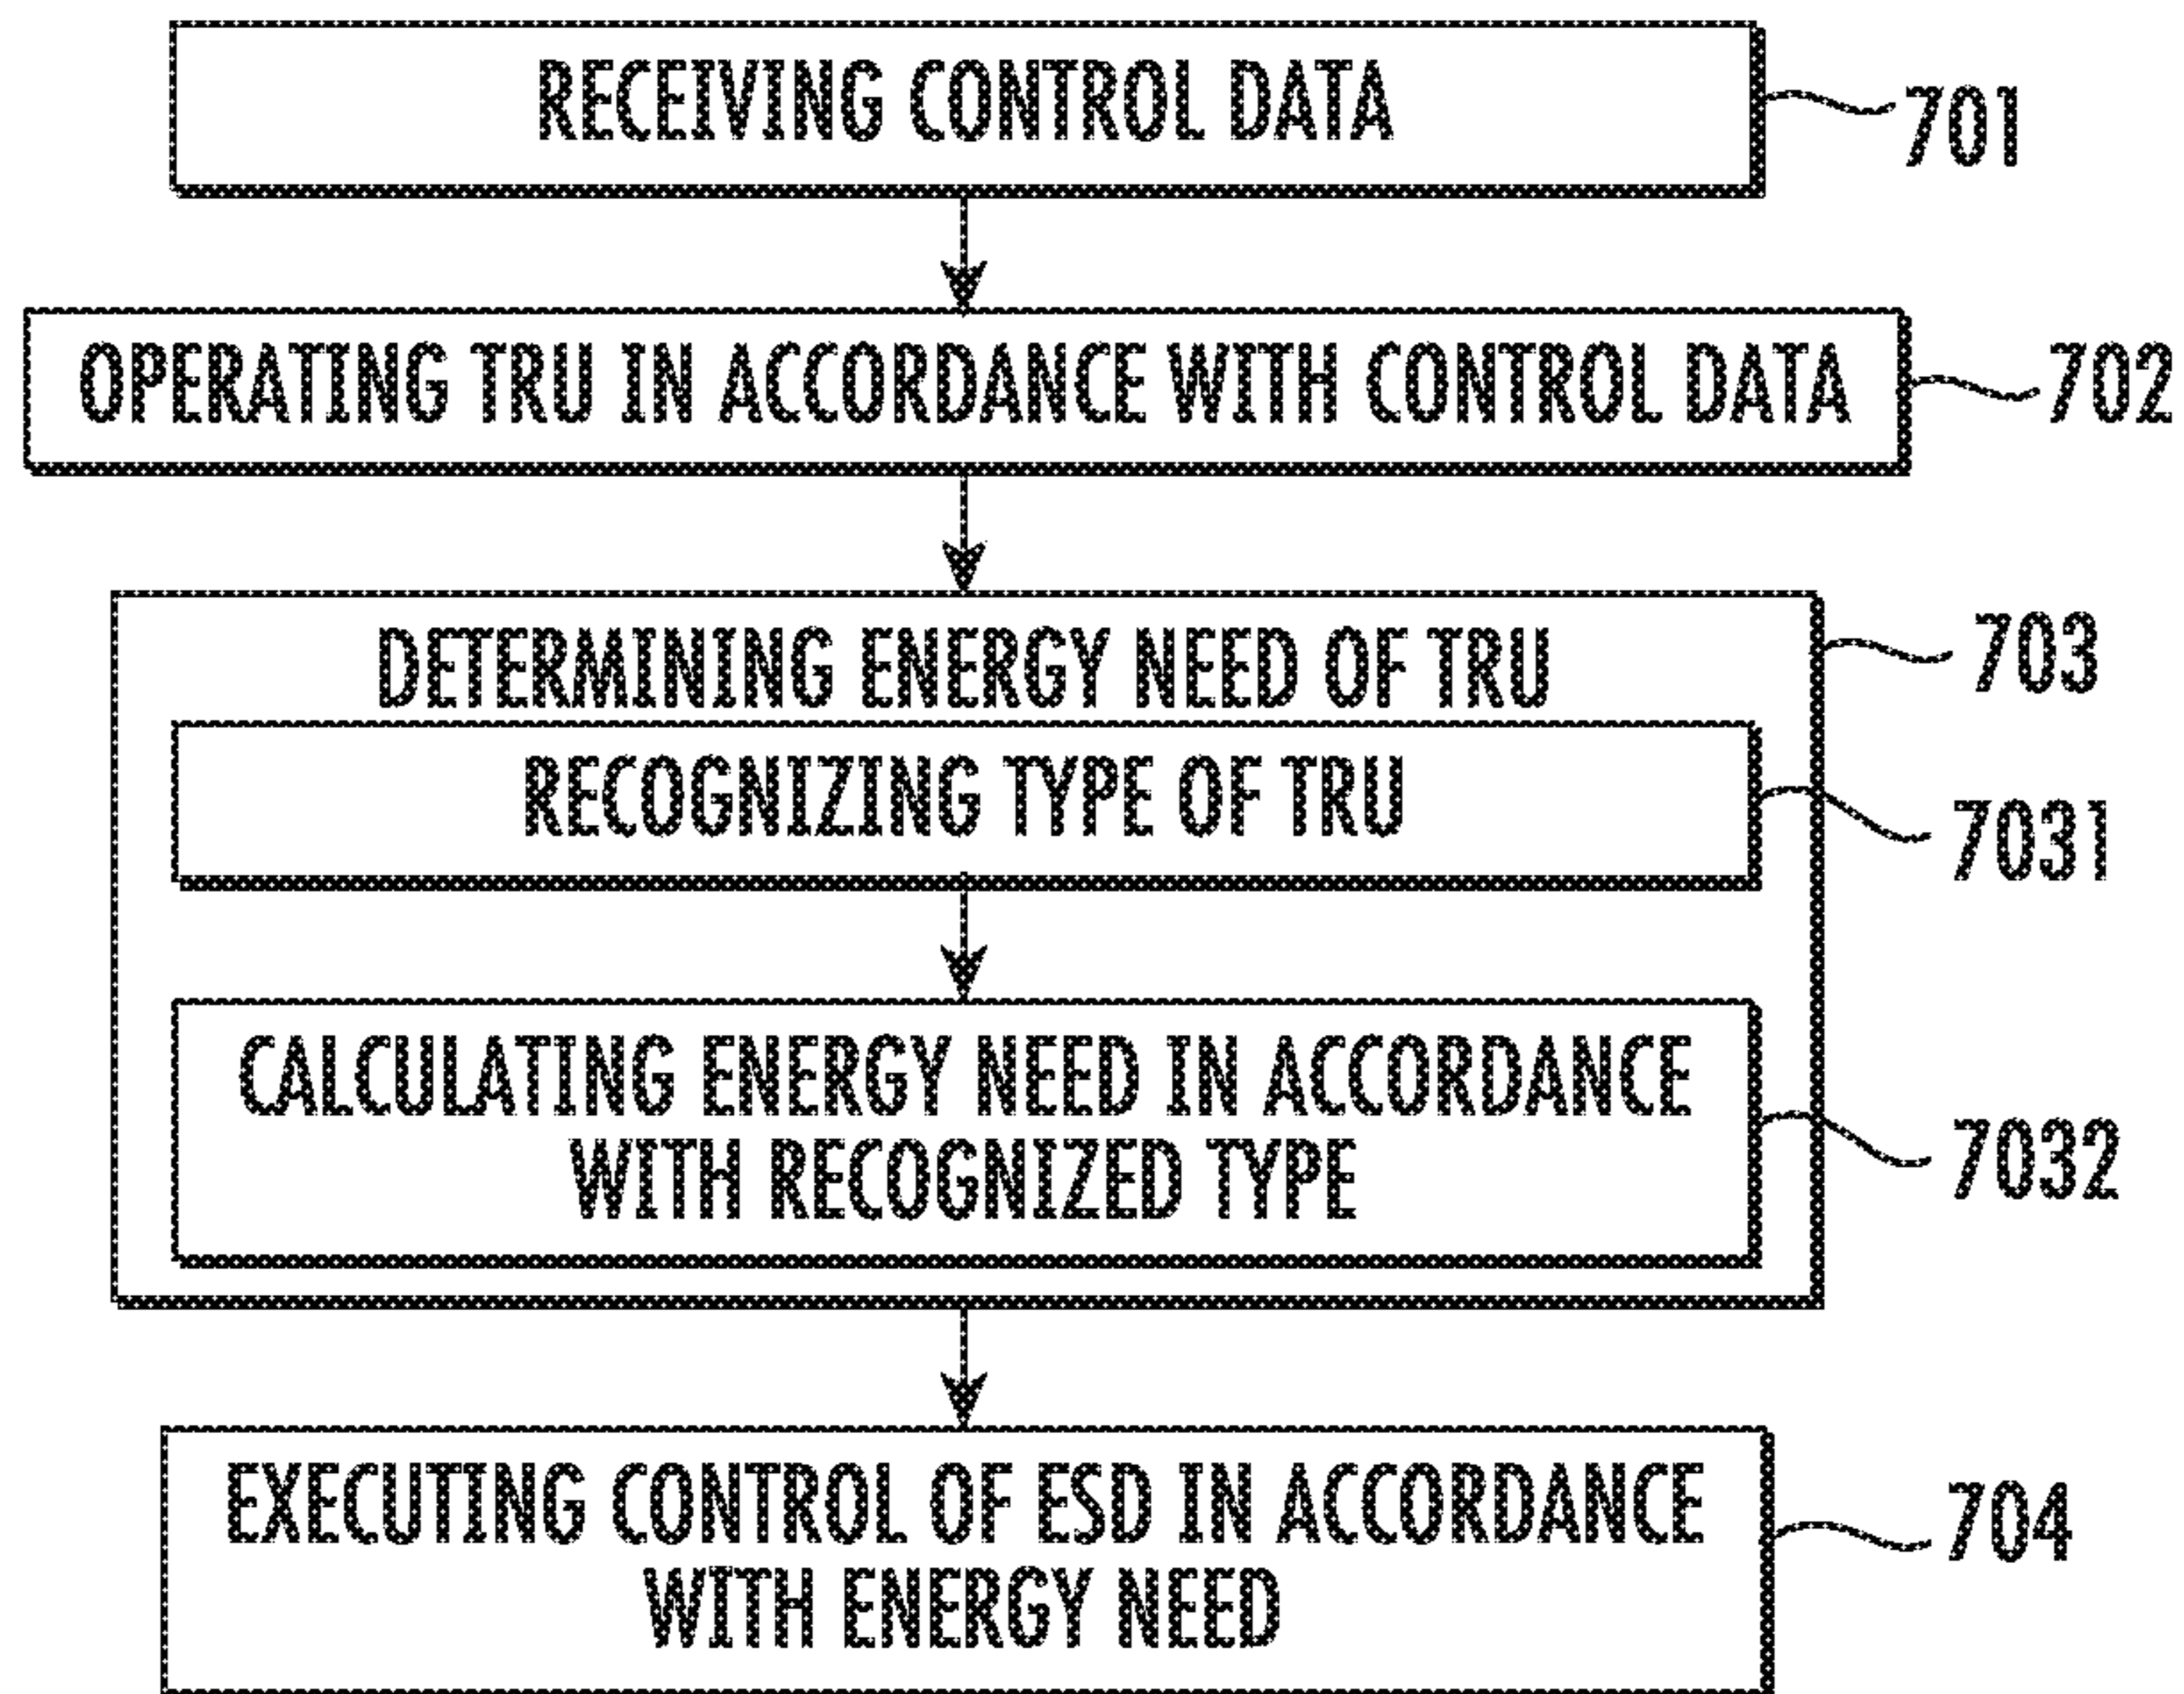 RECEIVING CONTROL DATA
701
OPERATING TRU IN ACCORDANCE WITH CONTROL DATA
702
DETERMINING ENERGY NEED OF TRU
703
RECOGNIZING TYPE OF TRU
7031
CALCULATING ENERGY NEED IN ACCORDANCE
WITH RECOGNIZED TYPE
7032
EXECUTING CONTROL OF ESD IN ACCORDANCE
WITH ENERGY NEED
704